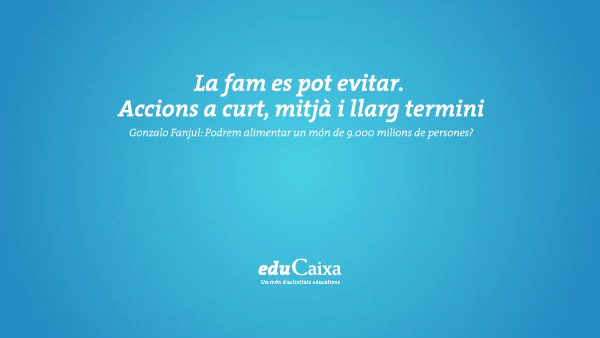 La fam es pot evitar.
Accions a curt, mitjà i llarg termini
Gonzalo Fanjul: Podrem alimentar un món de 9.000 milions de persones?
eduCaixa
Un món d'activitats educatives